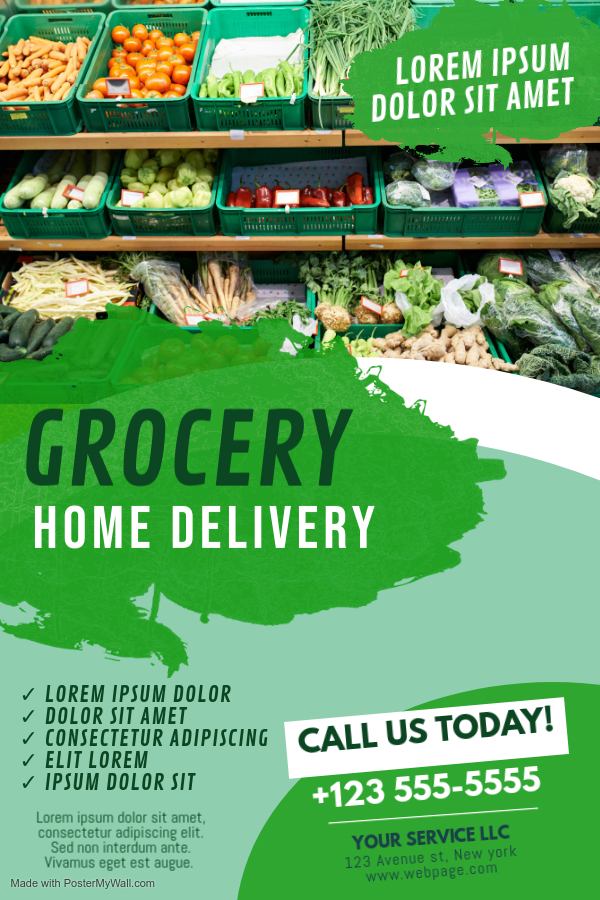 LOREM IPSUM
DOLOR SIT AMET
GROCERY
HOME DELIVERY
✓ LOREM IPSUM DOLOR
✓ DOLOR SIT AMET
✓ CONSECTETUR ADIPISCING
✓ ELIT LOREM
✓ IPSUM DOLOR SIT
Lorem ipsum dolor sit amet,
consectetur adipiscing elit.
Sed non interdum ante.
Vivamus eget est augue.
CALL US TODAY!
+123 555-5555
YOUR SERVICE LLC
123 Avenue st, New york
www.webpage.com
Made with PosterMyWall.com